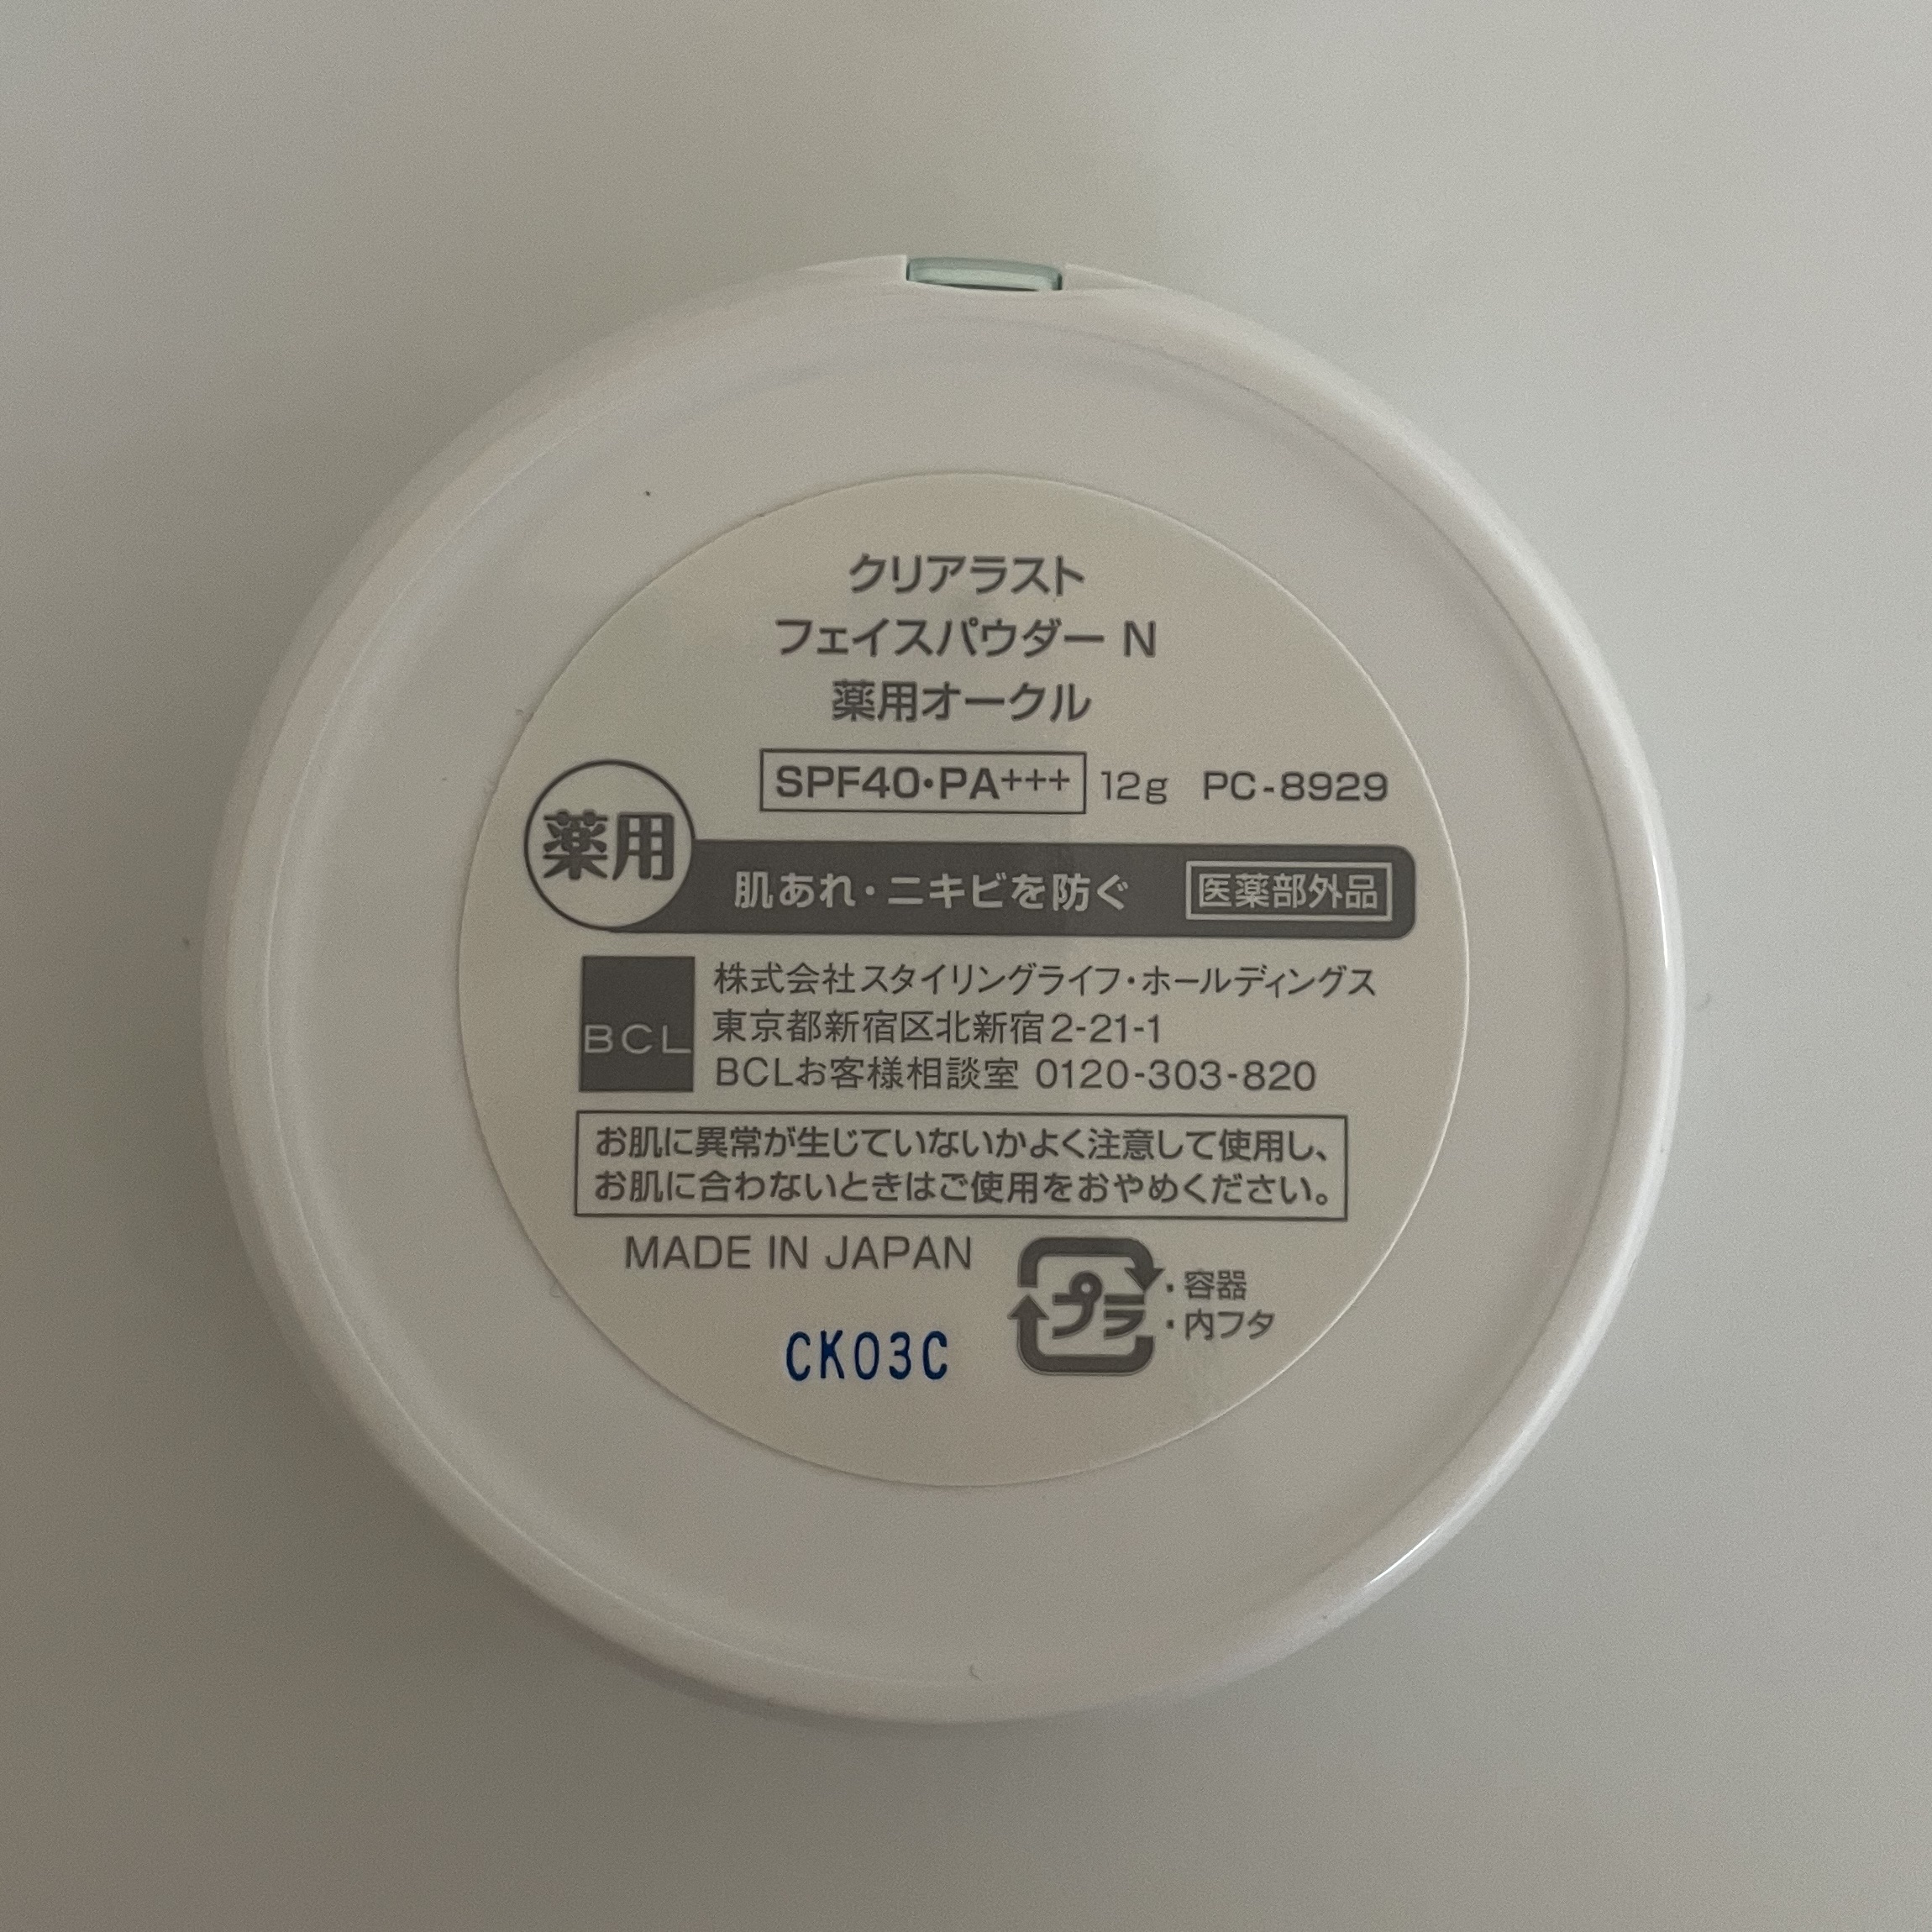 クリアラスト
フェイスパウダー N
薬用オークル
SPF40・PA+++ 12g PC-8929
薬用
肌あれ・ニキビを防ぐ 医薬部外品
BCL
株式会社スタイリングライフ・ホールディングス
東京都新宿区北新宿2-21-1
BCLお客様相談室 0120-303-820
お肌に異常が生じていないかよく注意して使用し、
お肌に合わないときはご使用をおやめください。
MADE IN JAPAN
プラ
・容器
・内フタ
CK03C